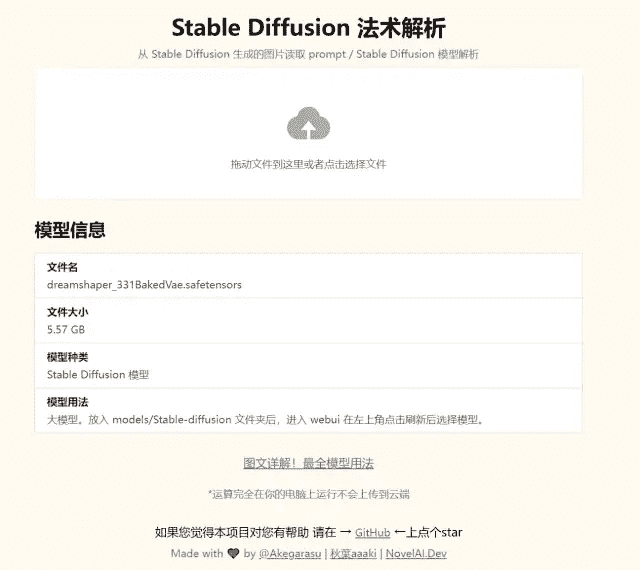 Stable Diffusion 法术解析
从 Stable Diffusion 生成的图片读取 prompt / Stable Diffusion 模型解析
拖动文件到这里或者点击选择文件
模型信息
文件名
dreamshaper_331BakedVae.safetensors
文件大小
5.57 GB
模型种类
Stable Diffusion 模型
模型用法
大模型。放入 models/Stable-diffusion 文件夹后，进入 webui 在左上角点击刷新后选择模型。
图文详解！最全模型用法
*运算完全在你的电脑上运行不会上传到云端
如果您觉得本项目对您有帮助 请在 → GitHub ←上点个star
Made with 🖤 by @Akegarasu | 秋葉aaaki | NovelAI.Dev